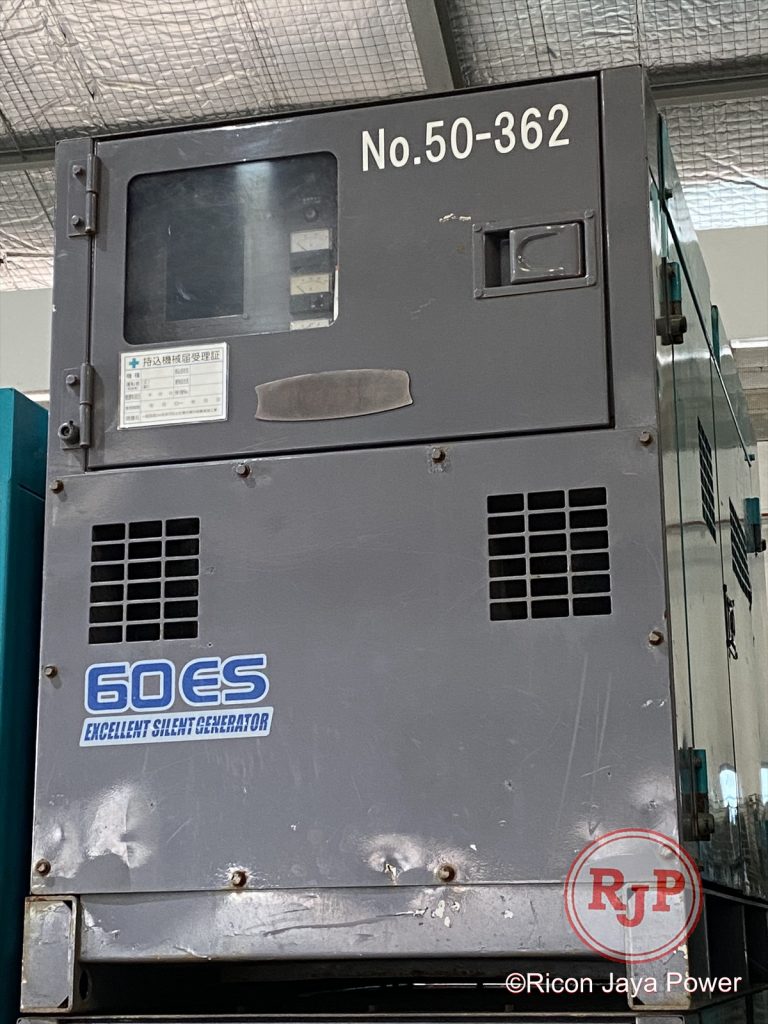 No.50-362
持込機械届受理証
60ES
EXCELLENT SILENT GENERATOR
RJP
©Ricon Jaya Power